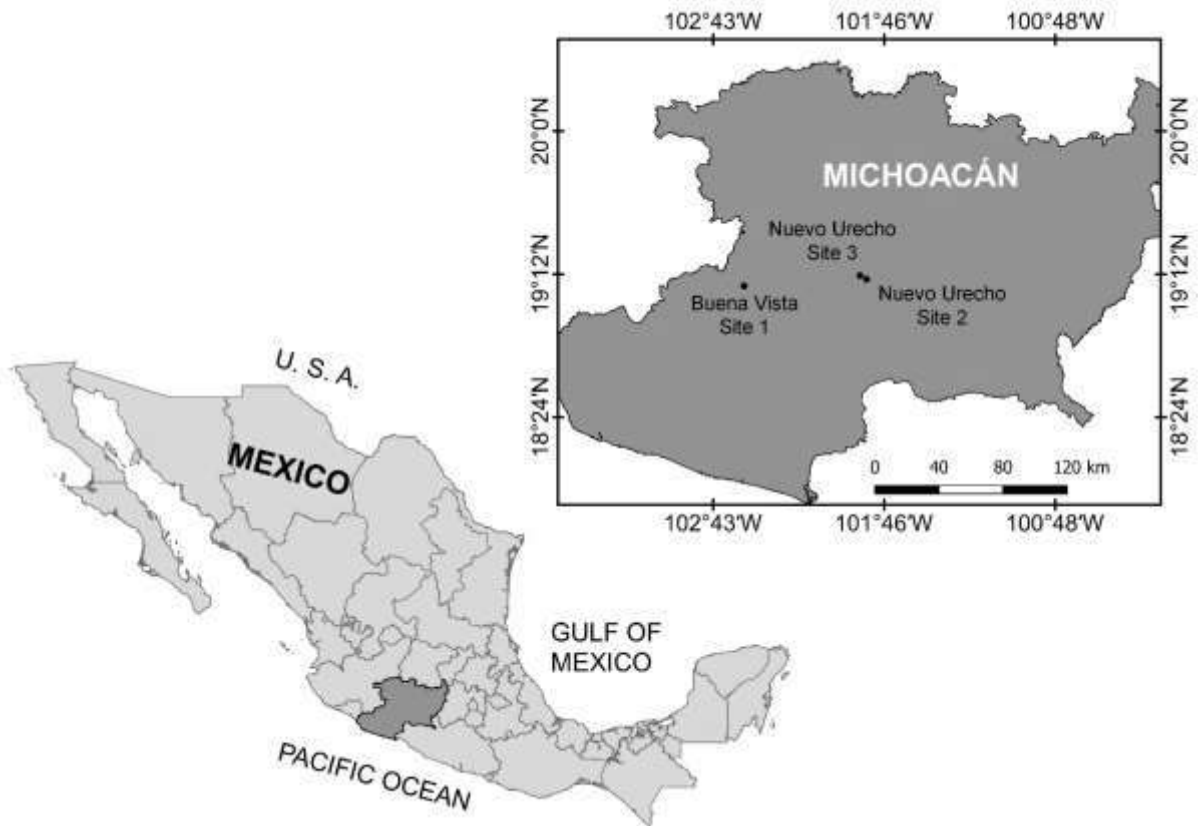 102°43'W 101°46'W 100°48'W
20°0'N 20°0'N
MICHOACÁN
Nuevo Urecho
Site 3
19°12'N 19°12'N
Buena Vista
Site 1
Nuevo Urecho
Site 2
18°24'N 18°24'N
0 40 80 120 km
102°43'W 101°46'W 100°48'W
U. S. A.
MEXICO
GULF OF
MEXICO
PACIFIC OCEAN